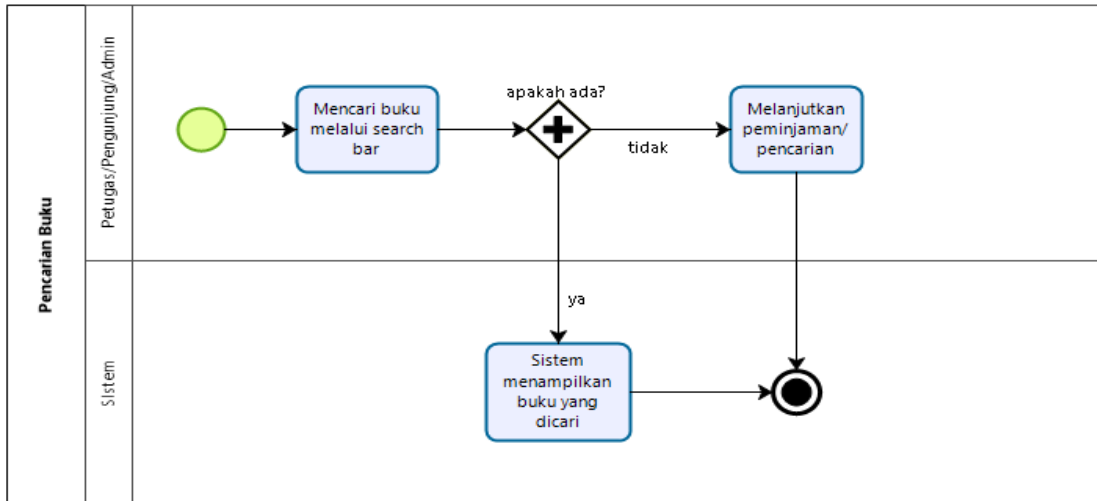 Pencarian Buku
Petugas/Pengunjung/Admin
Mencari buku
melalui search
bar
apakah ada?
tidak
Melanjutkan
peminjaman/
pencarian
SIstem
ya
Sistem
menampilkan
buku yang
dicari